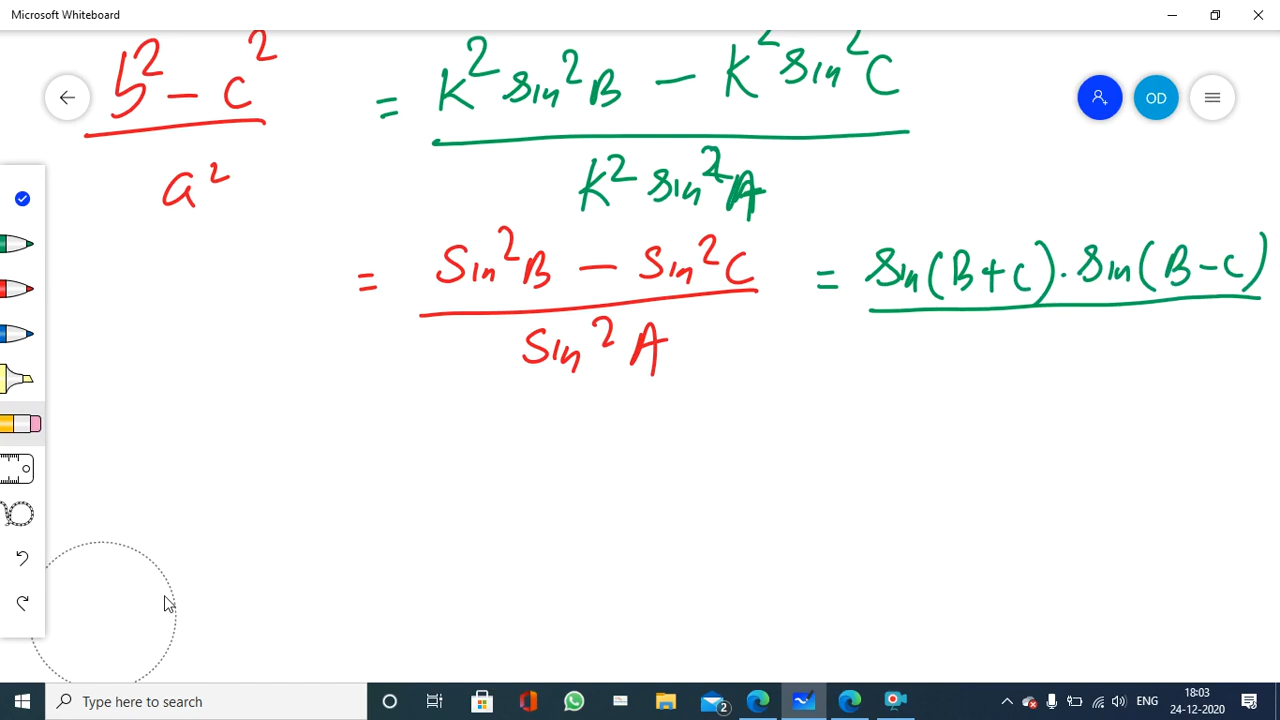 Microsoft Whiteboard
b² - c² / a² = K² Sin²B - K² Sin²C / K² Sin²A
OD
= Sin²B - Sin²C / Sin²A = Sin(B+C). Sin(B-C)
Type here to search
2
ENG
18:03
24-12-2020